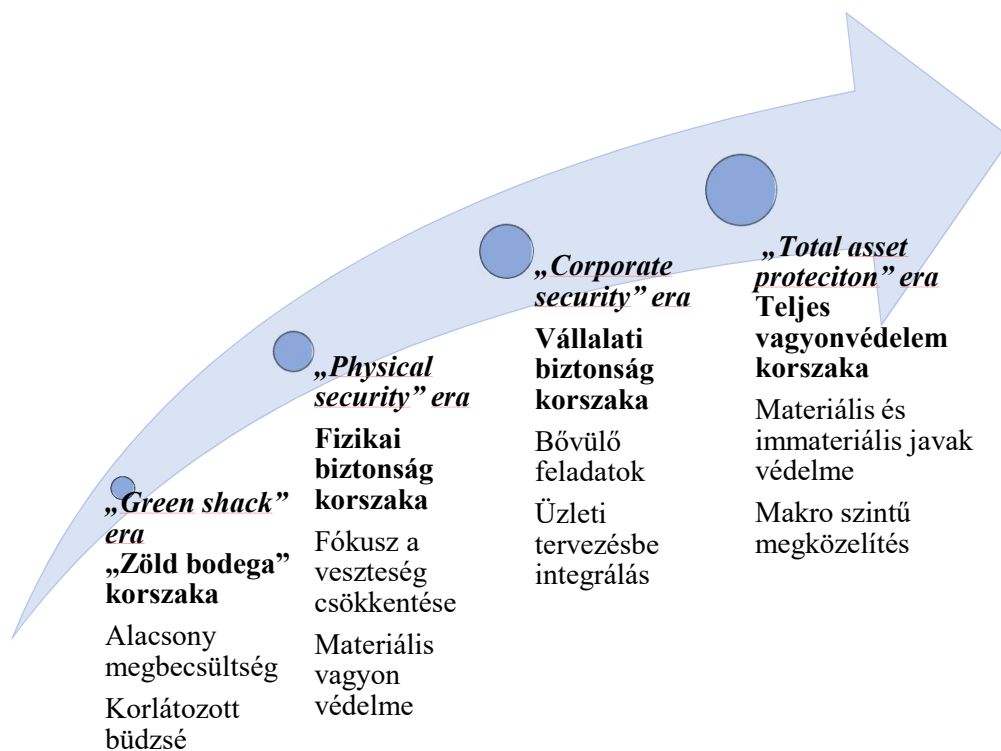 „Green shack”
era
„Zöld bodega”
korszaka
Alacsony
megbecsültség
Korlátozott
büdzsé
„Physical
security” era
Fizikai
biztonság
korszaka
Fókusz a
veszteség
csökkentése
Materiális
vagyon
védelme
„Corporate
security” era
Vállalati
biztonság
korszaka
Bővülő
feladatok
Üzleti
tervezésbe
integrálás
„Total asset
proteciton” era
Teljes
vagyonvédelem
korszaka
Materiális és
immateriális javak
védelme
Makro szintű
megközelítés